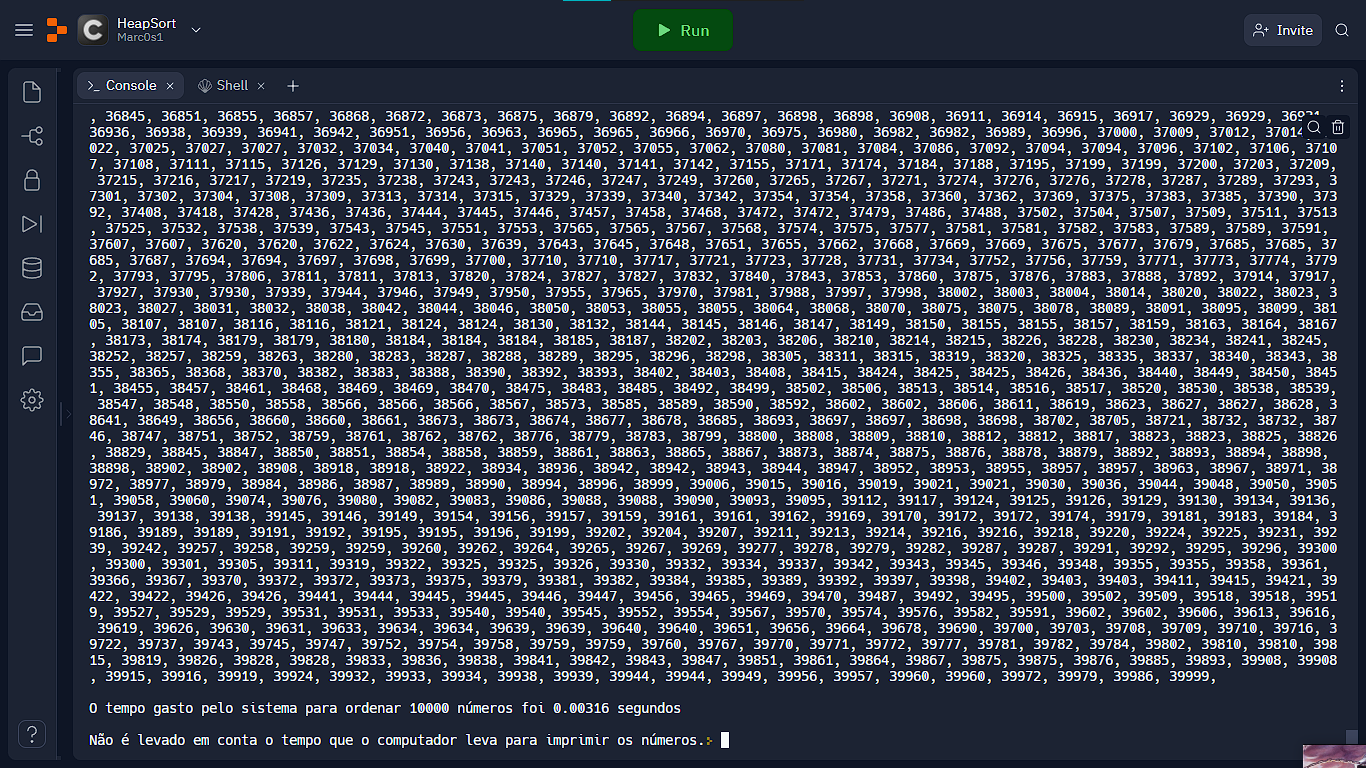 HeapSort
Marc0s1
Run
Invite
Console
Shell
, 36845, 36851, 36855, 36857, 36868, 36872, 36873, 36875, 36879, 36892, 36894, 36897, 36898, 36898, 36908, 36911, 36914, 36915, 36917, 36929, 36929,
36936, 36938, 36939, 36941, 36942, 36951, 36956, 36963, 36965, 36965, 36966, 36970, 36975, 36980, 36982, 36982, 36989, 36996, 37000, 37009, 37012, 37014
022, 37025, 37027, 37027, 37032, 37034, 37040, 37041, 37051, 37052, 37055, 37062, 37080, 37081, 37084, 37086, 37092, 37094, 37094, 37096, 37102, 37106, 3710
7, 37108, 37111, 37115, 37126, 37129, 37130, 37138, 37140, 37140, 37141, 37142, 37155, 37171, 37174, 37184, 37188, 37195, 37199, 37199, 37200, 37203, 37209,
37215, 37216, 37217, 37219, 37235, 37238, 37243, 37243, 37246, 37247, 37249, 37260, 37265, 37267, 37271, 37274, 37276, 37276, 37278, 37287, 37289, 37293, 3
7301, 37302, 37304, 37308, 37309, 37313, 37314, 37315, 37329, 37339, 37340, 37342, 37354, 37354, 37358, 37360, 37362, 37369, 37375, 37383, 37385, 37390, 373
92, 37408, 37418, 37428, 37436, 37436, 37444, 37445, 37446, 37457, 37458, 37468, 37472, 37472, 37479, 37486, 37488, 37502, 37504, 37507, 37509, 37511, 37513
, 37525, 37532, 37538, 37539, 37543, 37545, 37551, 37553, 37565, 37565, 37567, 37568, 37574, 37575, 37577, 37581, 37581, 37582, 37583, 37589, 37589, 37591,
37607, 37607, 37620, 37620, 37622, 37624, 37630, 37639, 37643, 37645, 37648, 37651, 37655, 37662, 37668, 37669, 37669, 37675, 37677, 37679, 37685, 37685, 37
685, 37687, 37694, 37694, 37697, 37698, 37699, 37700, 37710, 37710, 37717, 37721, 37723, 37728, 37731, 37734, 37752, 37756, 37759, 37771, 37773, 37774, 3779
2, 37793, 37795, 37806, 37811, 37811, 37813, 37820, 37824, 37827, 37827, 37832, 37840, 37843, 37853, 37860, 37875, 37876, 37883, 37888, 37892, 37914, 37917,
37927, 37930, 37930, 37939, 37944, 37946, 37949, 37950, 37955, 37965, 37970, 37981, 37988, 37997, 37998, 38002, 38003, 38004, 38014, 38020, 38022, 38023, 3
8023, 38027, 38031, 38032, 38038, 38042, 38044, 38046, 38050, 38053, 38055, 38055, 38064, 38068, 38070, 38075, 38075, 38078, 38089, 38091, 38095, 38099, 381
05, 38107, 38107, 38116, 38116, 38121, 38124, 38124, 38130, 38132, 38144, 38145, 38146, 38147, 38149, 38150, 38155, 38155, 38157, 38159, 38163, 38164, 38167
, 38173, 38174, 38179, 38179, 38180, 38184, 38184, 38184, 38185, 38187, 38202, 38203, 38206, 38210, 38214, 38215, 38226, 38228, 38230, 38234, 38241, 38245,
38252, 38257, 38259, 38263, 38280, 38283, 38287, 38288, 38289, 38295, 38296, 38298, 38305, 38311, 38315, 38319, 38320, 38325, 38335, 38337, 38340, 38343, 38
355, 38365, 38368, 38370, 38382, 38383, 38388, 38390, 38392, 38393, 38402, 38403, 38408, 38415, 38424, 38425, 38425, 38426, 38436, 38440, 38449, 38450, 3845
1, 38455, 38457, 38461, 38468, 38469, 38469, 38470, 38475, 38483, 38485, 38492, 38499, 38502, 38506, 38513, 38514, 38516, 38517, 38520, 38530, 38538, 38539,
38547, 38548, 38550, 38558, 38566, 38566, 38566, 38567, 38573, 38585, 38589, 38590, 38592, 38602, 38602, 38606, 38611, 38619, 38623, 38627, 38627, 38628, 3
8641, 38649, 38656, 38660, 38660, 38661, 38673, 38673, 38674, 38677, 38678, 38685, 38693, 38697, 38697, 38698, 38698, 38702, 38705, 38721, 38732, 38732, 387
46, 38747, 38751, 38752, 38759, 38761, 38762, 38762, 38776, 38779, 38783, 38799, 38800, 38808, 38809, 38810, 38812, 38812, 38817, 38823, 38823, 38825, 38826
, 38829, 38845, 38847, 38850, 38851, 38854, 38858, 38859, 38861, 38863, 38865, 38867, 38873, 38874, 38875, 38876, 38878, 38879, 38892, 38893, 38894, 38898,
38898, 38902, 38902, 38908, 38918, 38918, 38922, 38934, 38936, 38942, 38942, 38943, 38944, 38947, 38952, 38953, 38955, 38957, 38957, 38963, 38967, 38971, 38
972, 38977, 38979, 38984, 38986, 38987, 38989, 38990, 38994, 38996, 38999, 39006, 39015, 39016, 39019, 39021, 39021, 39030, 39036, 39044, 39048, 39050, 3905
1, 39058, 39060, 39074, 39076, 39080, 39082, 39083, 39086, 39088, 39088, 39090, 39093, 39095, 39112, 39117, 39124, 39125, 39126, 39129, 39130, 39134, 39136,
39137, 39138, 39138, 39145, 39146, 39149, 39154, 39156, 39157, 39159, 39161, 39161, 39162, 39169, 39170, 39172, 39172, 39174, 39179, 39181, 39183, 39184, 3
9186, 39189, 39189, 39191, 39192, 39195, 39195, 39196, 39199, 39202, 39204, 39207, 39211, 39213, 39214, 39216, 39216, 39218, 39220, 39224, 39225, 39231, 392
39, 39242, 39257, 39258, 39259, 39259, 39260, 39262, 39264, 39265, 39267, 39269, 39277, 39278, 39279, 39282, 39287, 39287, 39291, 39292, 39295, 39296, 39300
, 39300, 39301, 39305, 39311, 39319, 39322, 39325, 39325, 39326, 39330, 39332, 39334, 39337, 39342, 39343, 39345, 39346, 39348, 39355, 39355, 39358, 39361,
39366, 39367, 39370, 39372, 39372, 39373, 39375, 39379, 39381, 39382, 39384, 39385, 39389, 39392, 39397, 39398, 39402, 39403, 39403, 39411, 39415, 39421, 39
422, 39422, 39426, 39426, 39441, 39444, 39445, 39445, 39446, 39447, 39456, 39465, 39469, 39470, 39487, 39492, 39495, 39500, 39502, 39509, 39518, 39518, 3951
9, 39527, 39529, 39529, 39531, 39531, 39533, 39540, 39540, 39545, 39552, 39554, 39567, 39570, 39574, 39576, 39582, 39591, 39602, 39602, 39606, 39613, 39616,
39619, 39626, 39630, 39631, 39633, 39634, 39634, 39639, 39639, 39640, 39640, 39651, 39656, 39664, 39678, 39690, 39700, 39703, 39708, 39709, 39710, 39716, 3
9722, 39737, 39743, 39745, 39747, 39752, 39754, 39758, 39759, 39759, 39760, 39767, 39770, 39771, 39772, 39777, 39781, 39782, 39784, 39802, 39810, 39810, 398
15, 39819, 39826, 39828, 39828, 39833, 39836, 39838, 39841, 39842, 39843, 39847, 39851, 39861, 39864, 39867, 39875, 39875, 39876, 39885, 39893, 39908, 39908
, 39915, 39916, 39919, 39924, 39932, 39933, 39934, 39938, 39939, 39944, 39944, 39949, 39956, 39957, 39960, 39960, 39972, 39979, 39986, 39999,
O tempo gasto pelo sistema para ordenar 10000 números foi 0.00316 segundos
Não é levado em conta o tempo que o computador leva para imprimir os números.>